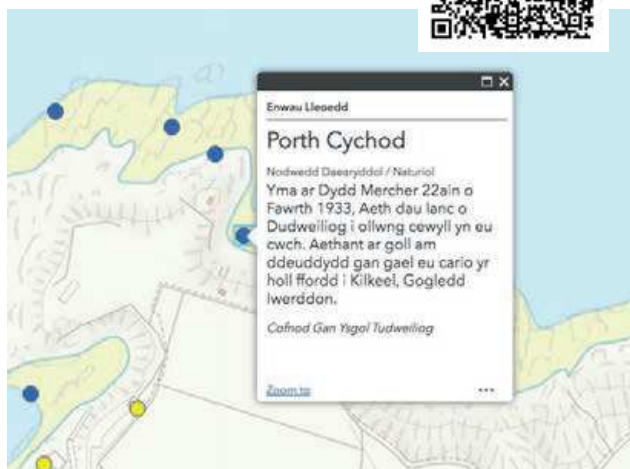 Enwau Lleoedd
Porth Cychod
Nodwedd Daearyddol / Naturiol
Yma ar Dydd Mercher 22ain o
Fawrth 1933, Aeth dau lanc o
Dudweiliog i ollwng cewyll yn eu
cwch. Aethant ar goll am
ddeuddydd gan gael eu cario yr
holl ffordd i Kilkeel, Gogledd
Iwerddon.
Cofnod Gan Ysgol Tudweiliog
Zoom to